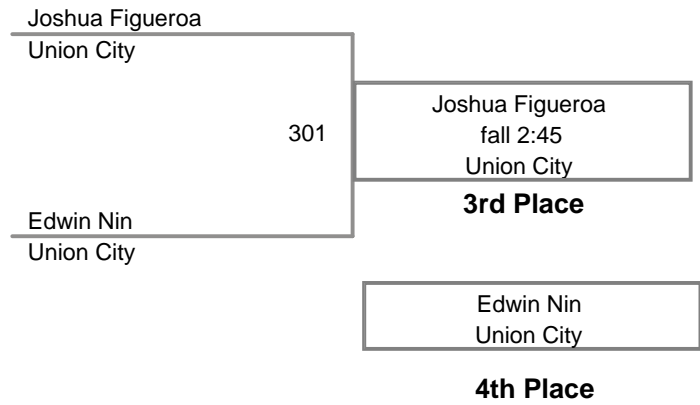 Joshua Figueroa
Union City
301
Joshua Figueroa
fall 2:45
Union City
3rd Place
Edwin Nin
Union City
Edwin Nin
Union City
4th Place